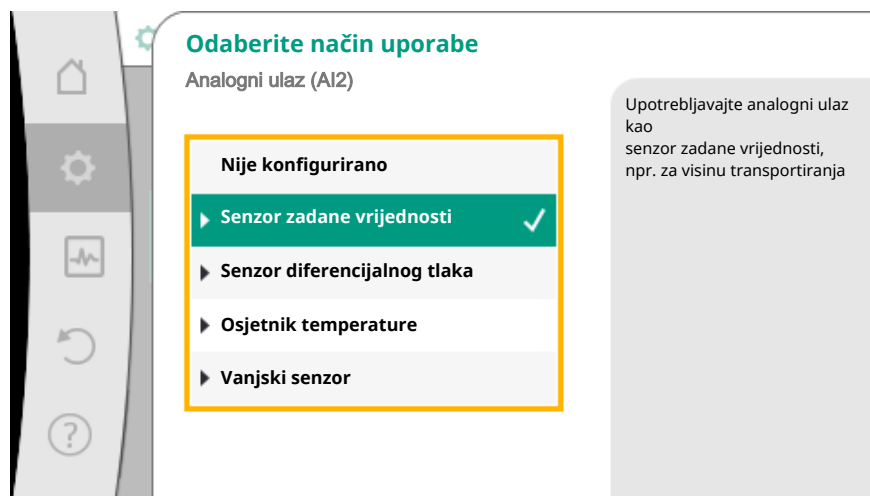 Odaberite način uporabe
Analogni ulaz (AI2)
Nije konfigurirano
Senzor zadane vrijednosti
Senzor diferencijalnog tlaka
Osjetnik temperature
Vanjski senzor
Upotrebljavajte analogni ulaz
kao
senzor zadane vrijednosti,
npr. za visinu transportiranja
?